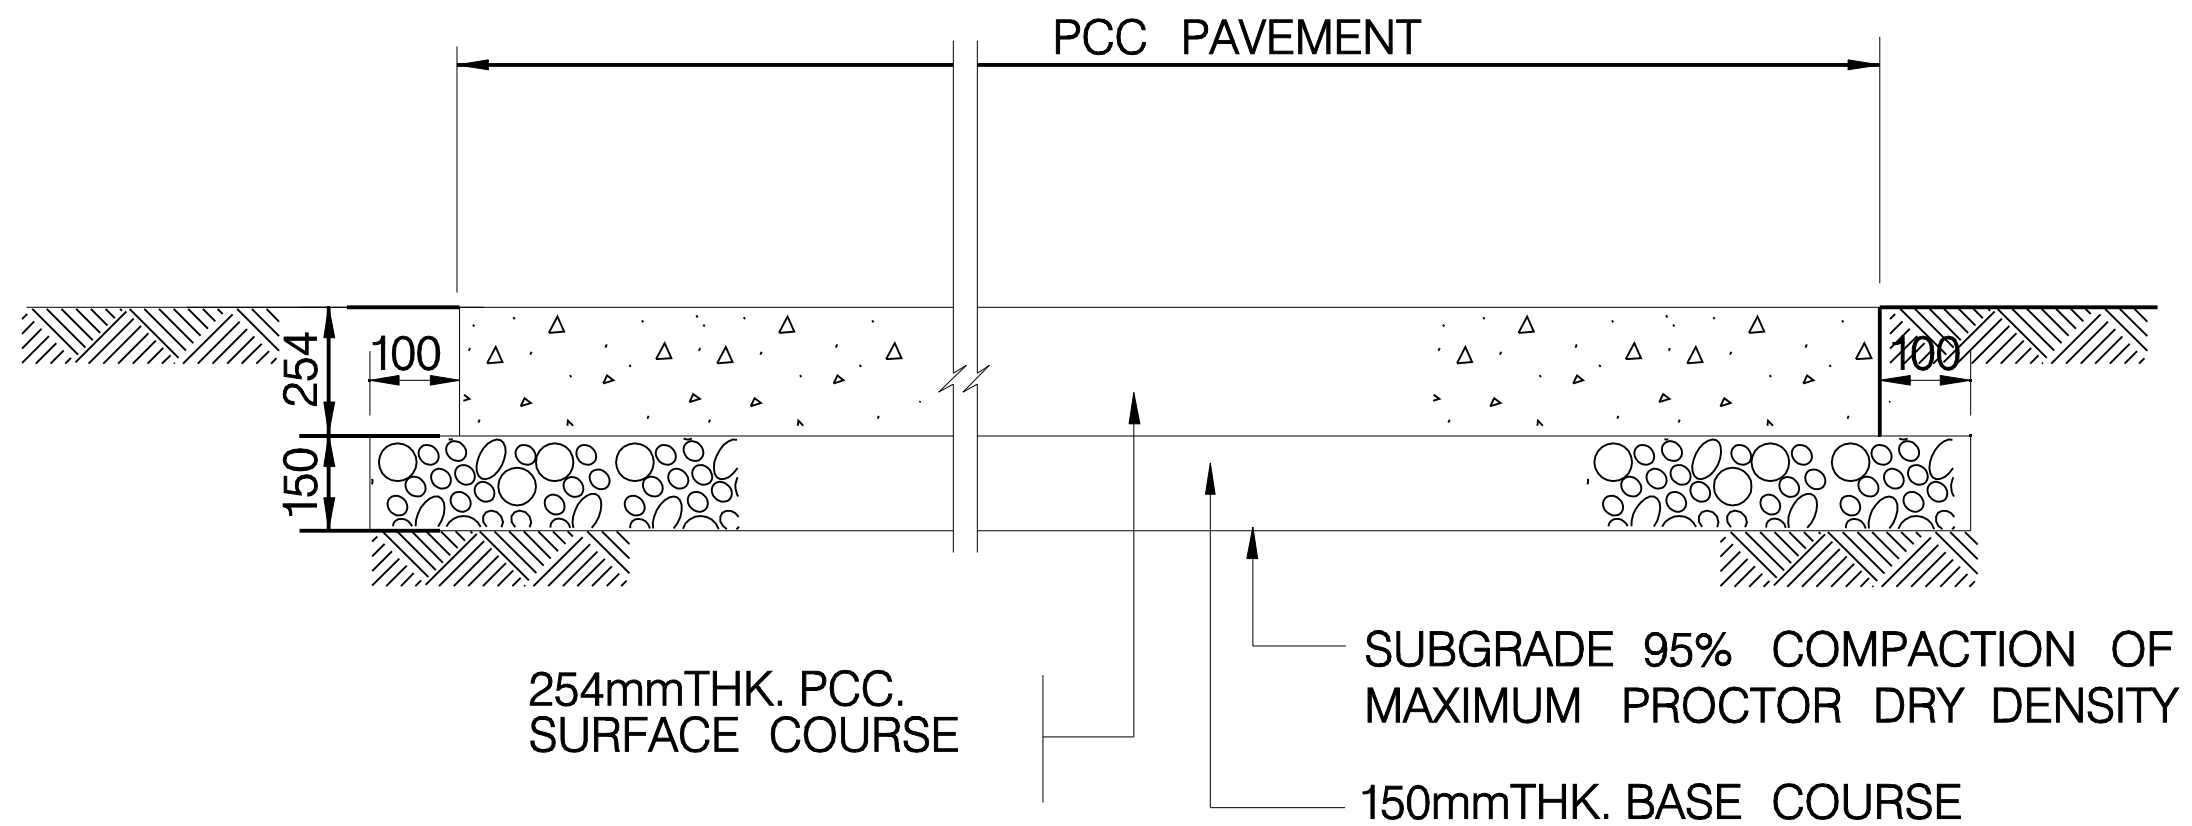 PCC PAVEMENT
254
100
100
150
SUBGRADE 95% COMPACTION OF
MAXIMUM PROCTOR DRY DENSITY
254mmTHK. PCC.
SURFACE COURSE
150mmTHK. BASE COURSE